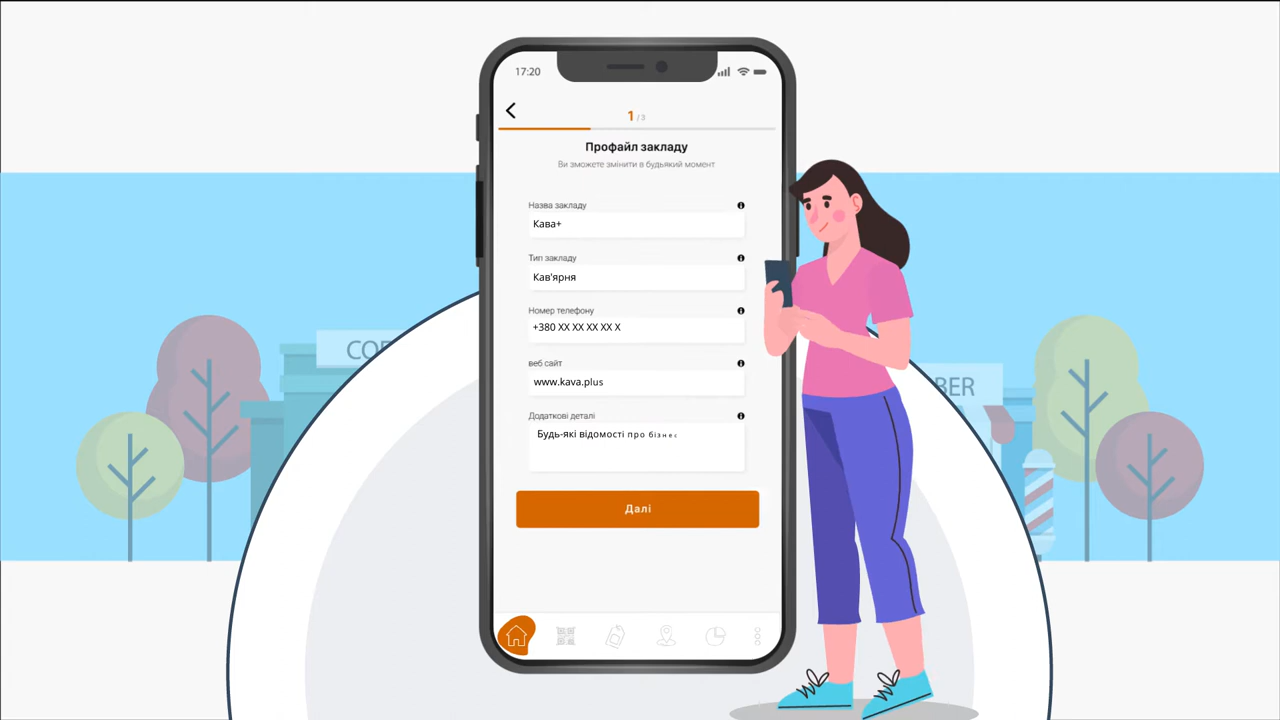 17:20
1 / 3
Профайл закладу
Ви зможете змінити в будьякий момент
Назва закладу
Кава+
Тип закладу
Кав'ярня
Номер телефону
+380 XX XX XX XX X
веб сайт
www.kava.plus
Додаткові деталі
Будь-які відомості про бізнес
Далі
COF
BER